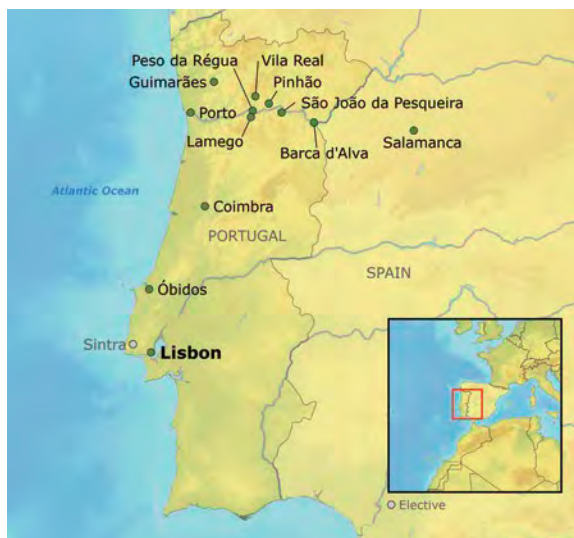 Peso da Régua
Vila Real
Guimarães
Pinhão
Porto
São João da Pesqueira
Lamego
Barca d'Alva
Salamanca
Atlantic Ocean
Coimbra
PORTUGAL
SPAIN
Óbidos
Sintra
Lisbon
Elective